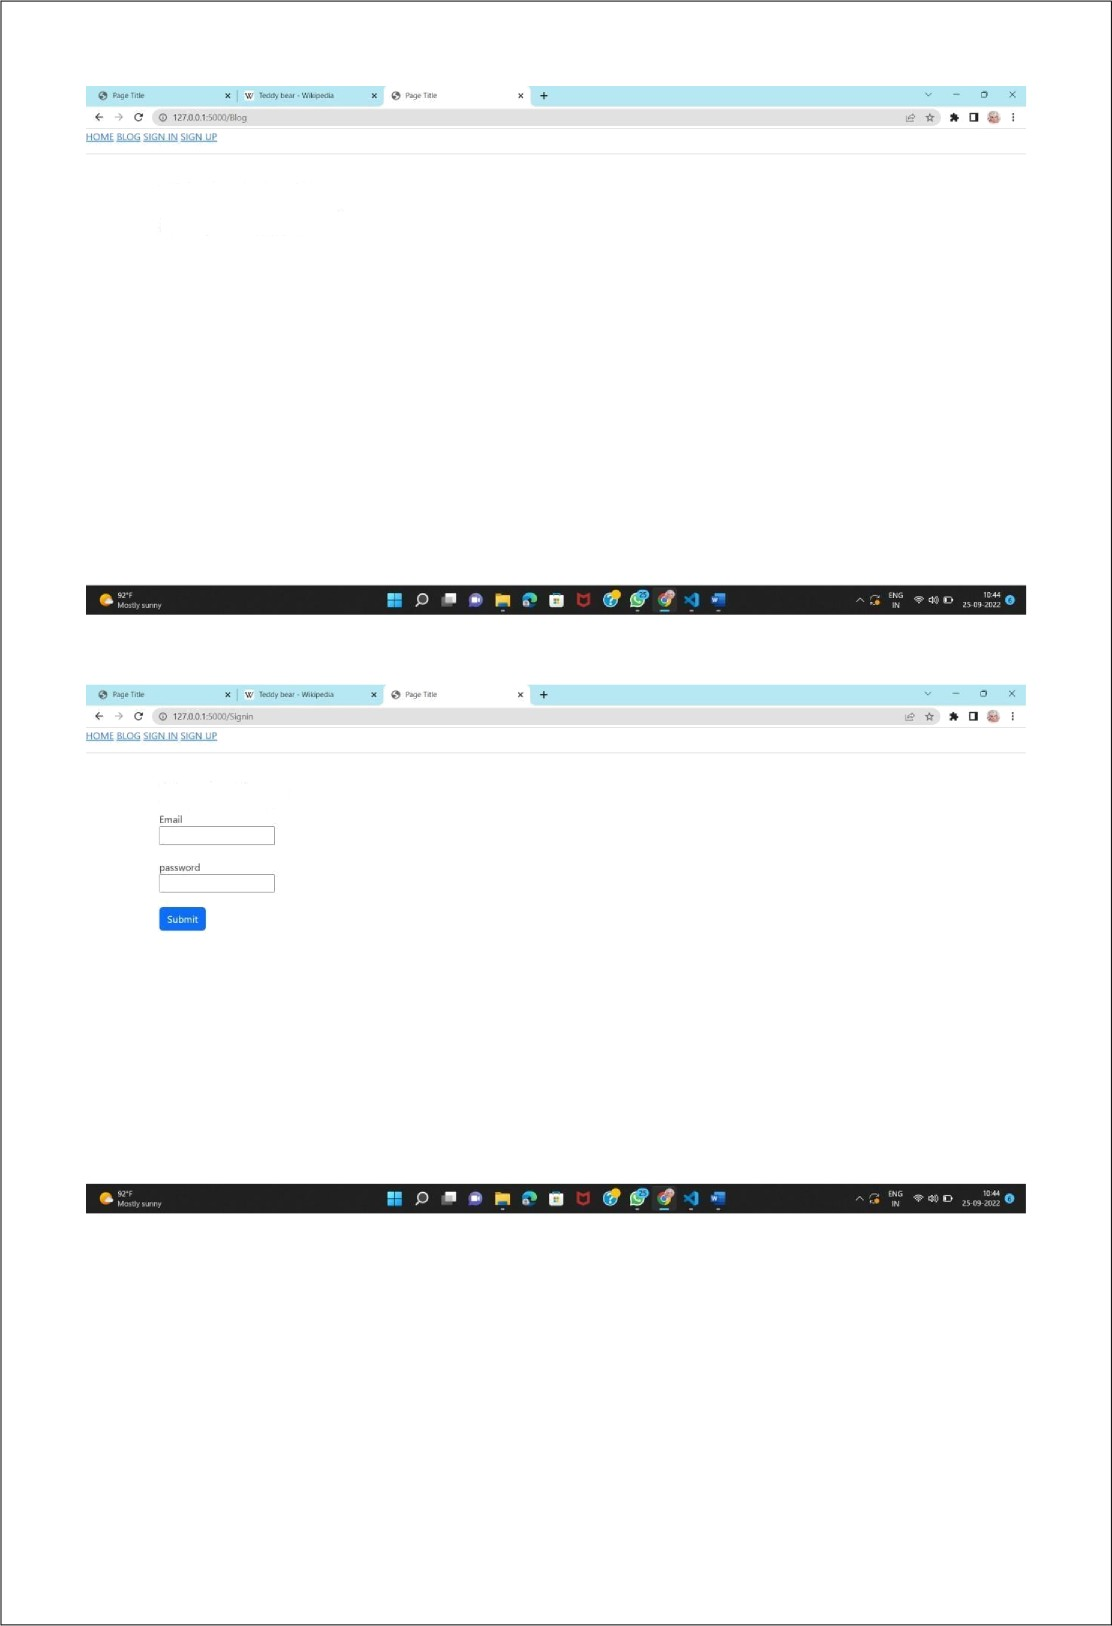 Page Title
Teddy bear - Wikipedia
Page Title
127.0.0.1:5000/Blog
HOME BLOG SIGN IN SIGN UP
92°F
Mostly sunny
ENG
IN
10:44
25-09-2022
Page Title
Teddy bear - Wikipedia
Page Title
127.0.0.1:5000/Signin
HOME BLOG SIGN IN SIGN UP
Email
password
Submit
92°F
Mostly sunny
ENG
IN
10:44
25-09-2022